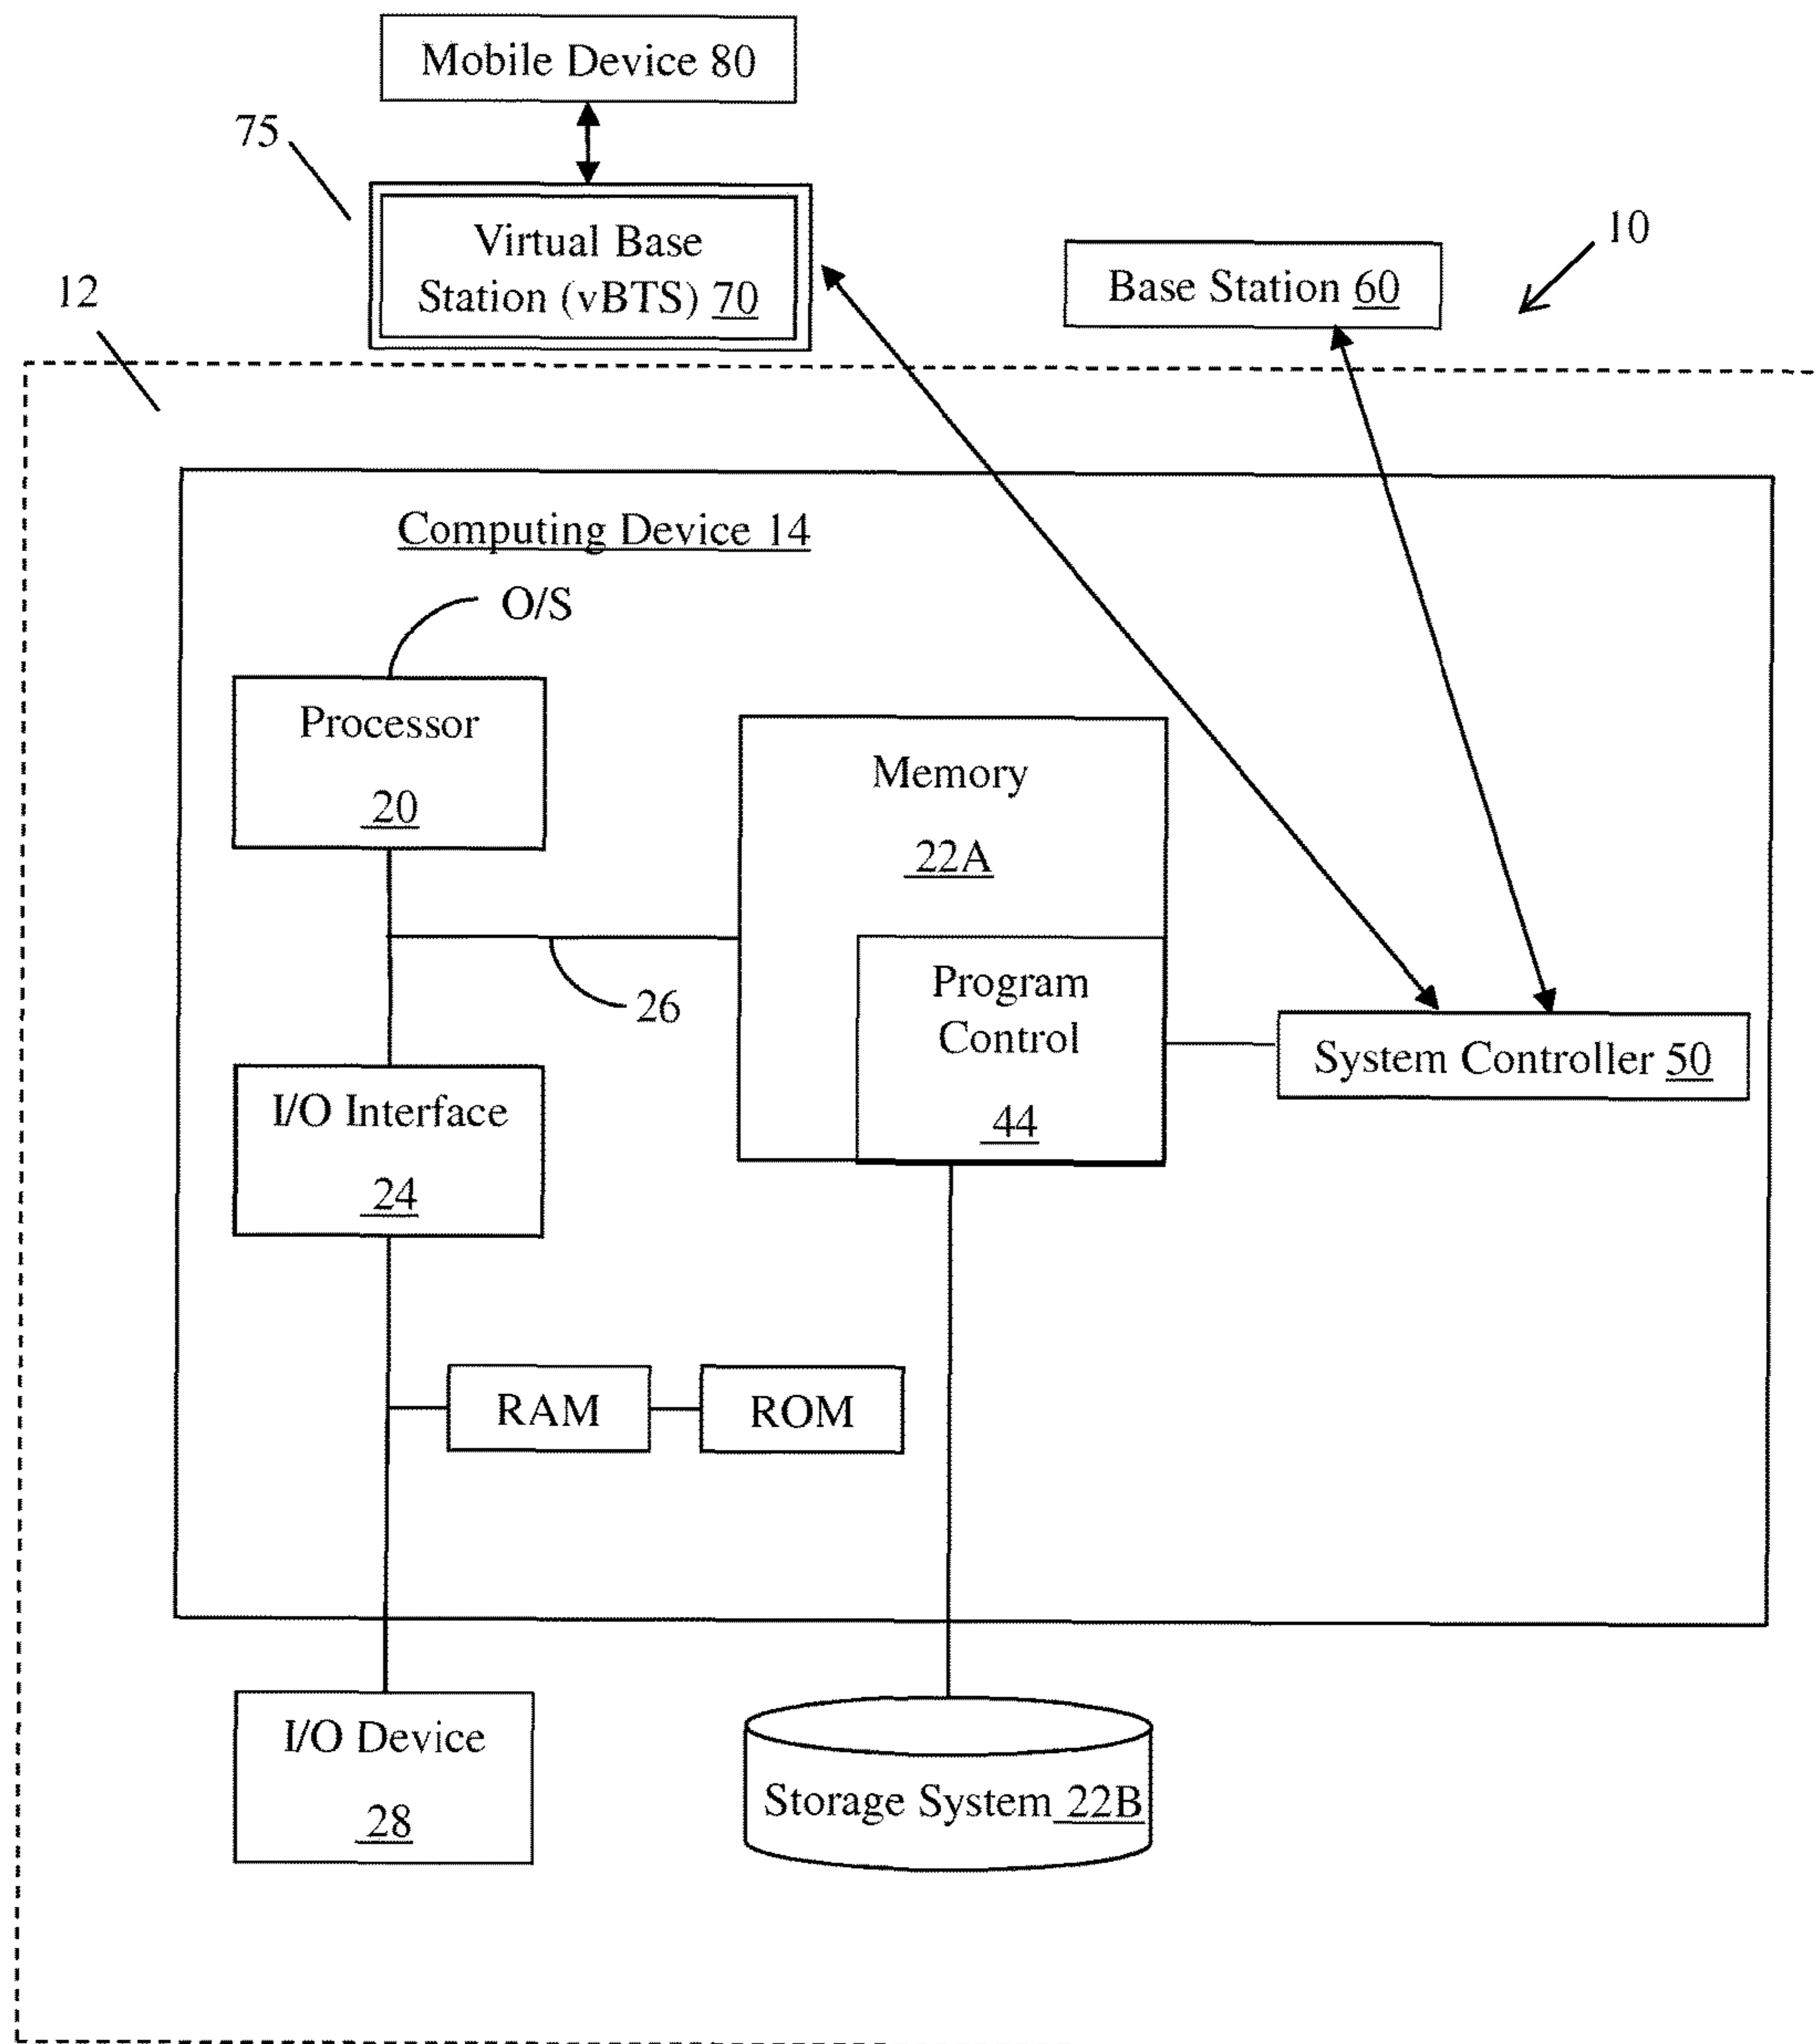 Mobile Device 80
75
Virtual Base
Station (vBTS) 70
10
Base Station 60
12
Computing Device 14
O/S
Processor
20
Memory
22A
26
Program
Control
44
System Controller 50
I/O Interface
24
RAM
ROM
I/O Device
28
Storage System 22B